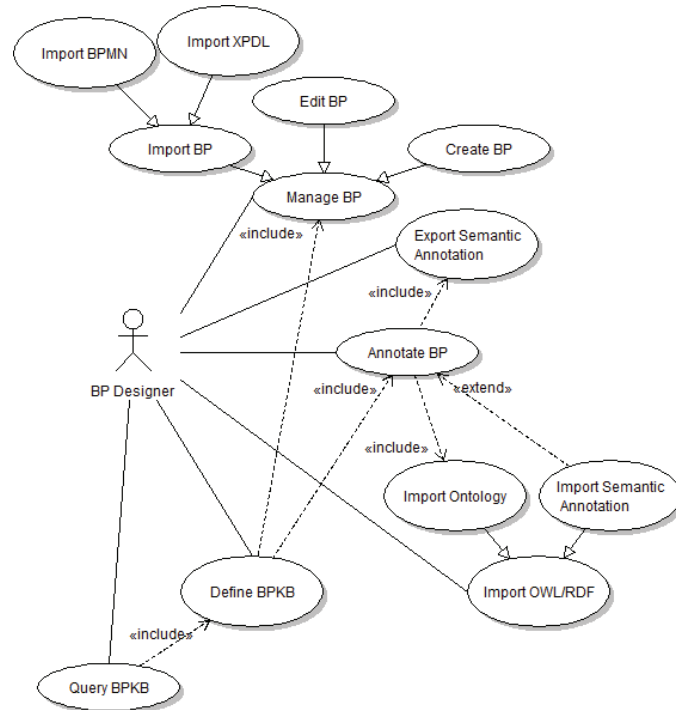 Import BPMN
Import XPDL
Edit BP
Import BP
Create BP
Manage BP
«include»
Export Semantic
Annotation
«include»
Annotate BP
BP Designer
«include»
«extend»
«include»
Import Ontology
Import Semantic
Annotation
Define BPKB
Import OWL/RDF
«include»
Query BPKB